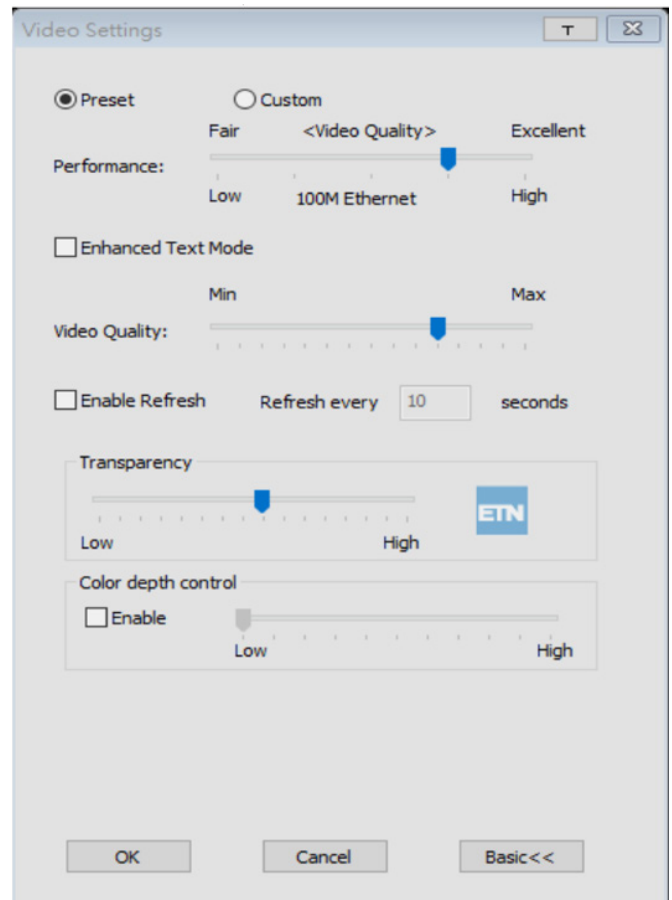 Video Settings T
Preset Custom
Fair <Video Quality> Excellent
Performance:
Low 100M Ethernet High
Enhanced Text Mode
Min Max
Video Quality:
Enable Refresh Refresh every 10 seconds
Transparency
ETN
Low High
Color depth control
Enable
Low High
OK Cancel Basic<<